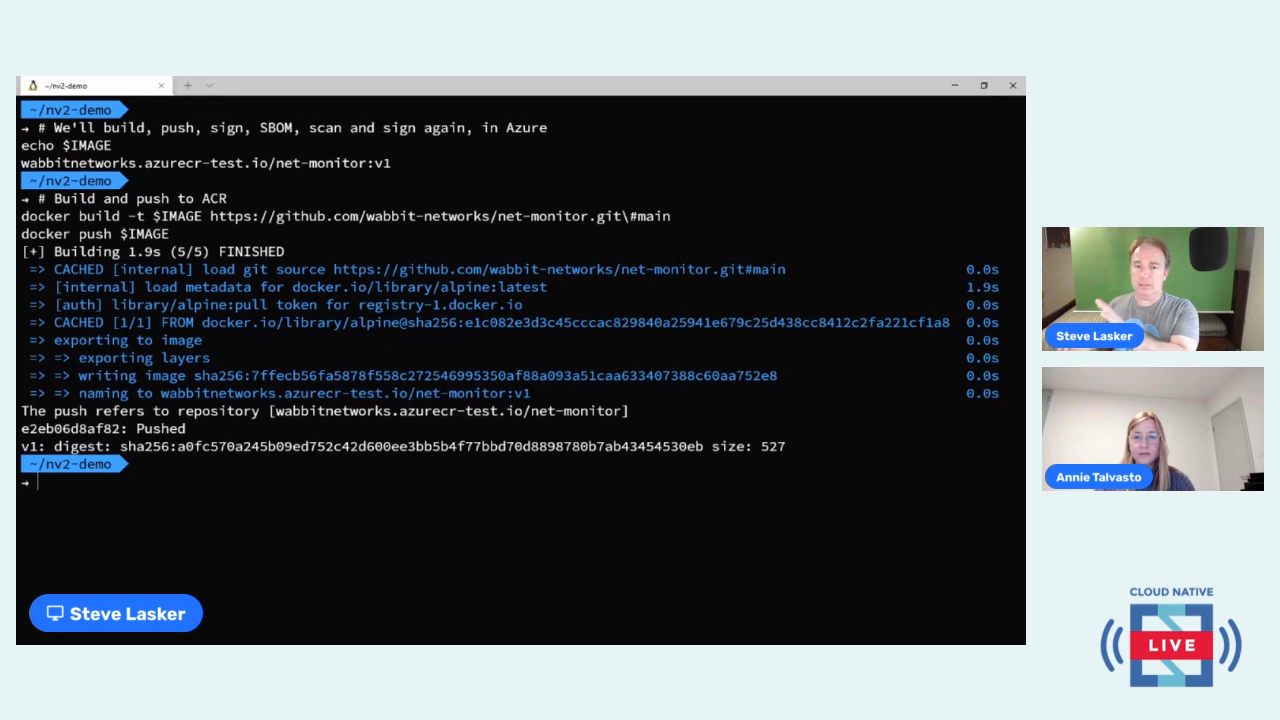 ~/nv2-demo
~/nv2-demo
→ # We'll build, push, sign, SBOM, scan and sign again, in Azure
echo $IMAGE
wabbitnetworks.azurecr-test.io/net-monitor:v1
~/nv2-demo
→ # Build and push to ACR
docker build -t $IMAGE https://github.com/wabbit-networks/net-monitor.git\#main
docker push $IMAGE
[+] Building 1.9s (5/5) FINISHED
=> CACHED [internal] load git source https://github.com/wabbit-networks/net-monitor.git#main 0.0s
=> [internal] load metadata for docker.io/library/alpine:latest 1.9s
=> [auth] library/alpine:pull token for registry-1.docker.io 0.0s
=> CACHED [1/1] FROM docker.io/library/alpine@sha256:e1c082e3d3c45cccac829840a25941e679c25d438cc8412c2fa221cf1a8 0.0s
=> exporting to image 0.0s
=> => exporting layers 0.0s
=> => writing image sha256:7ffecb56fa5878f558c272546995350af88a093a51caa633407388c60aa752e8 0.0s
=> => naming to wabbitnetworks.azurecr-test.io/net-monitor:v1 0.0s
The push refers to repository [wabbitnetworks.azurecr-test.io/net-monitor]
e2eb06d8af82: Pushed
v1: digest: sha256:a0fc570a245b09ed752c42d600ee3bb5b4f77bbd70d8898780b7ab43454530eb size: 527
~/nv2-demo
→
Steve Lasker
Steve Lasker
Annie Talvasto
CLOUD NATIVE
LIVE